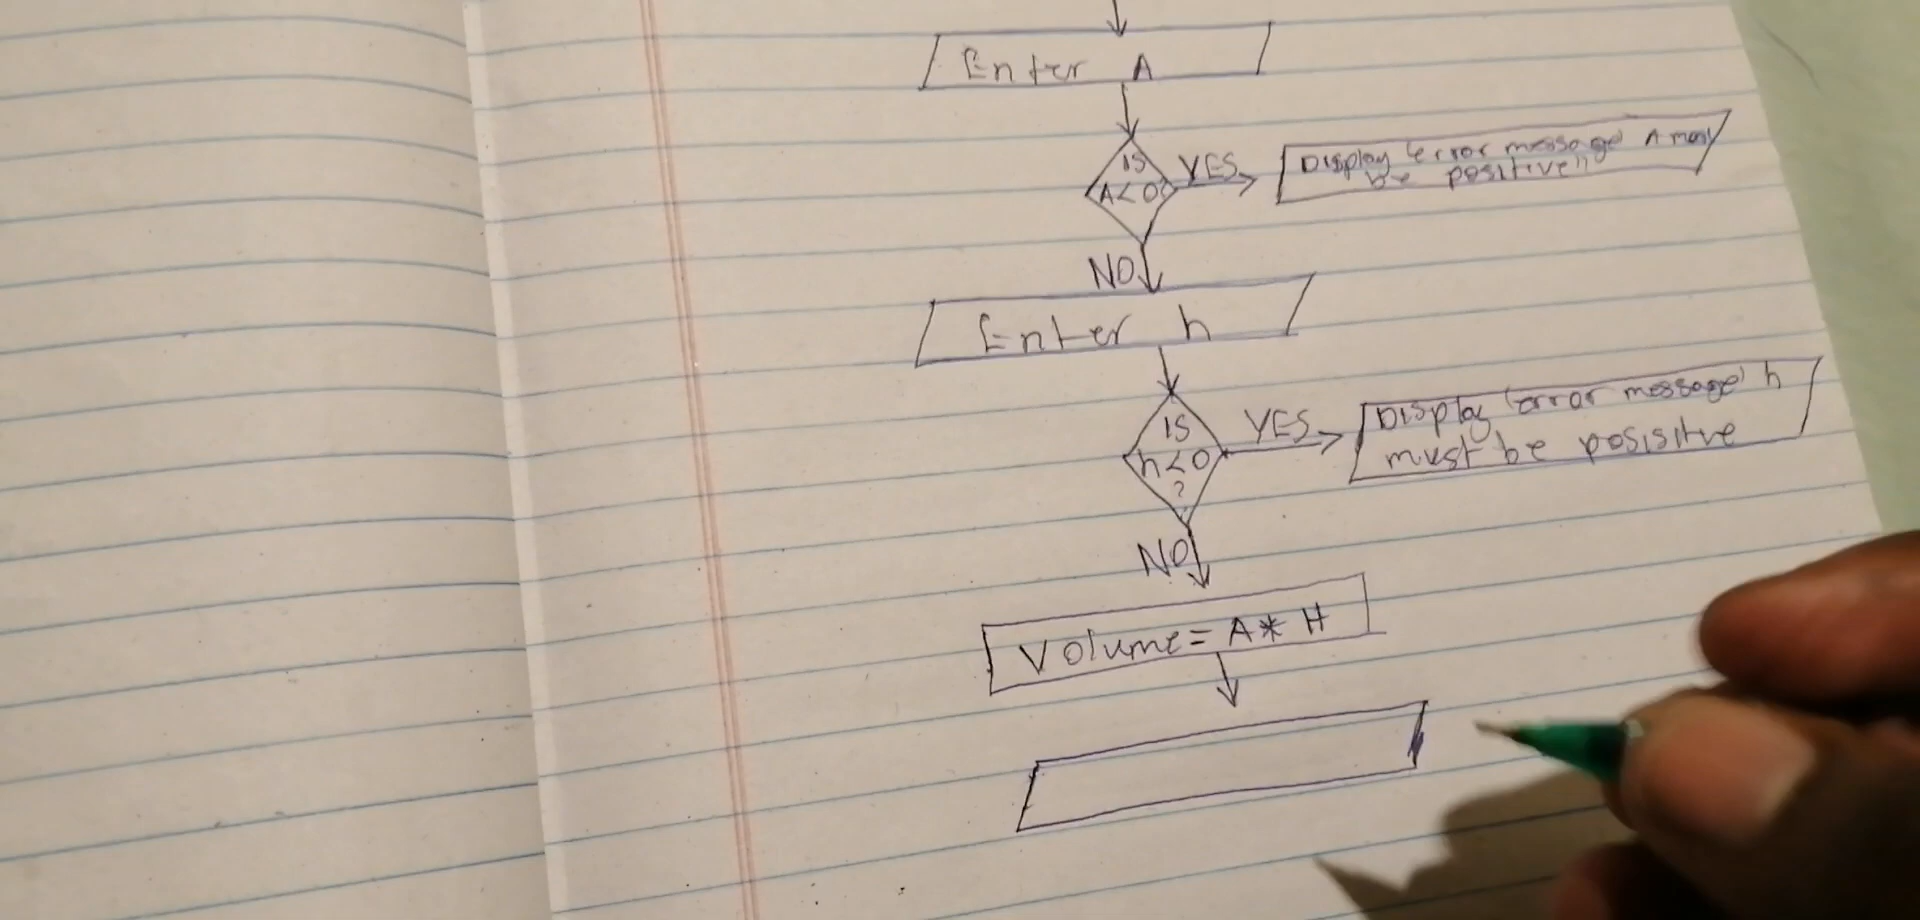 Enter A
IS
A<0?
YES
Display 'error message' A must
be positive"
NO
Enter h
IS
h<0
?
YES
Display 'error message' h
must be posisitve
NO
Volume = A * H